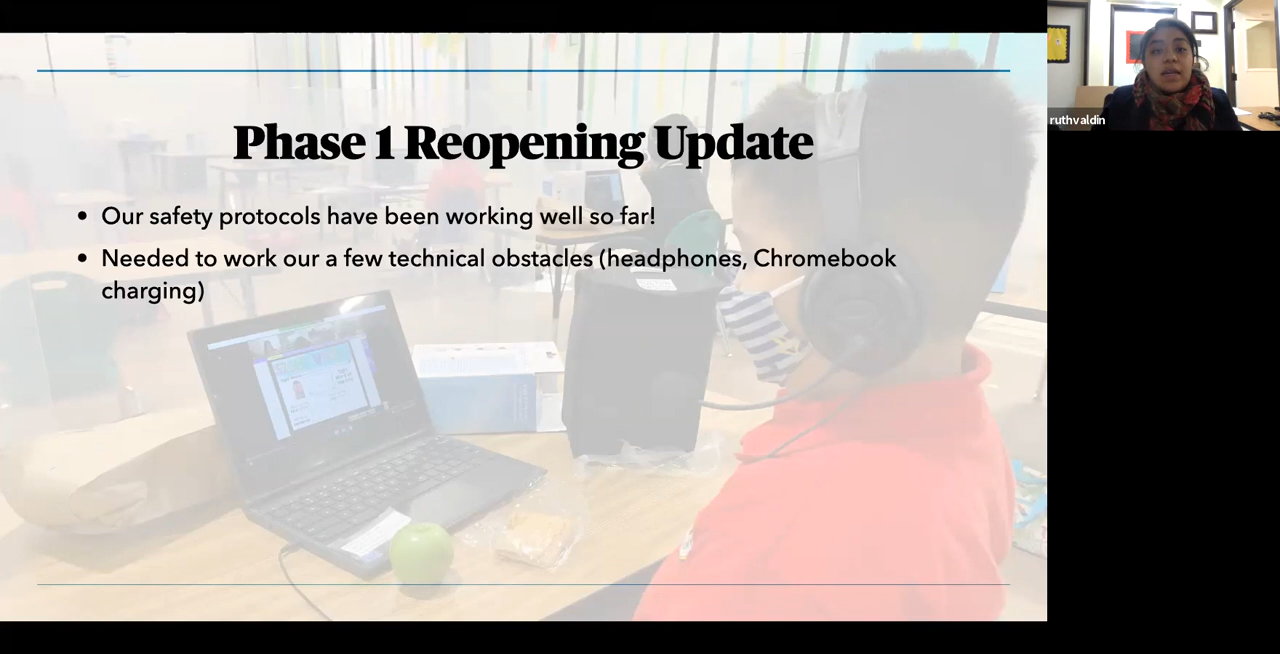 Phase 1 Reopening Update
• Our safety protocols have been working well so far!
• Needed to work our a few technical obstacles (headphones, Chromebook
charging)
ruthvaldin